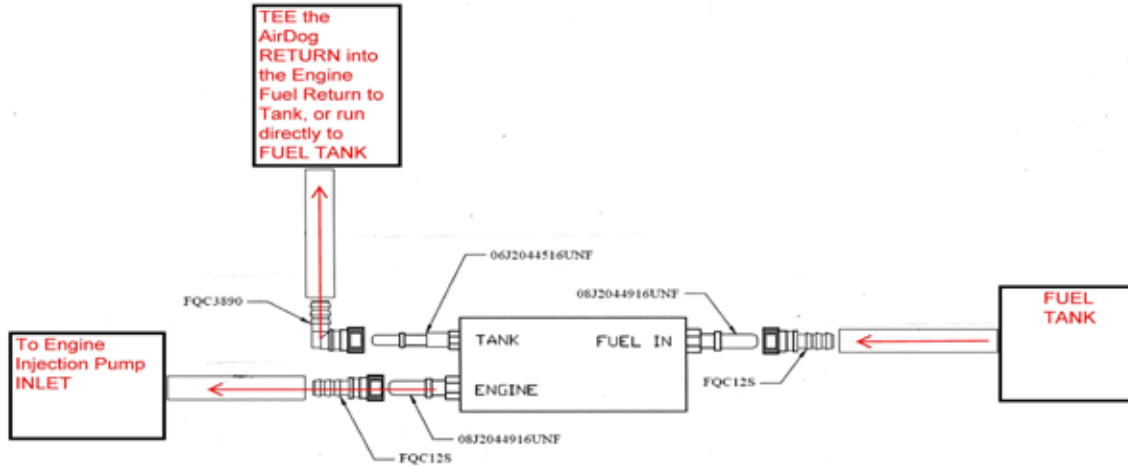 TEE the
AirDog
RETURN into
the Engine
Fuel Return to
Tank, or run
directly to
FUEL TANK
06J2044516UNF
FQC3890
08J2044916UNF
FUEL
TANK
To Engine
Injection Pump
INLET
TANK
FUEL IN
ENGINE
FQC12S
08J2044916UNF
FQC12S